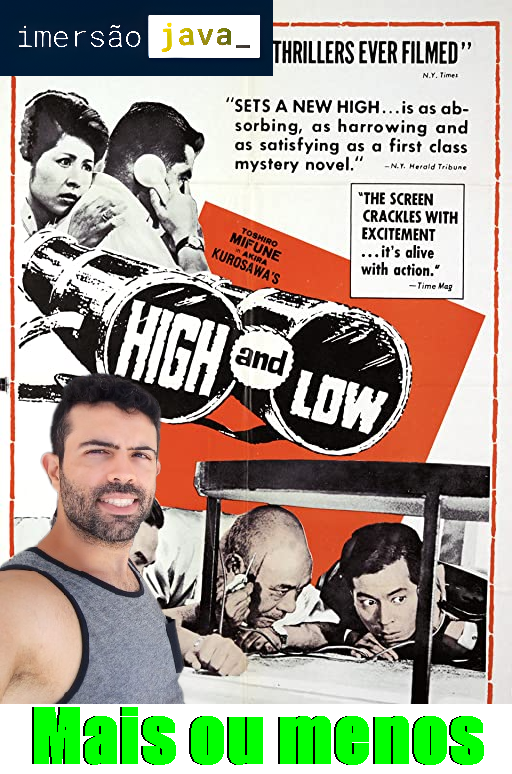 imersão java_
THRILLERS EVER FILMED”
N.Y. Times
“SETS A NEW HIGH...is as ab-
sorbing, as harrowing and
as satisfying as a first class
mystery novel.” —N.Y. Herald Tribune
“THE SCREEN
CRACKLES WITH
EXCITEMENT
...it's alive
with action.”
—Time Mag
TOSHIRO
MIFUNE
in AKIRA
KUROSAWA'S
HIGH and LOW
Mais ou menos